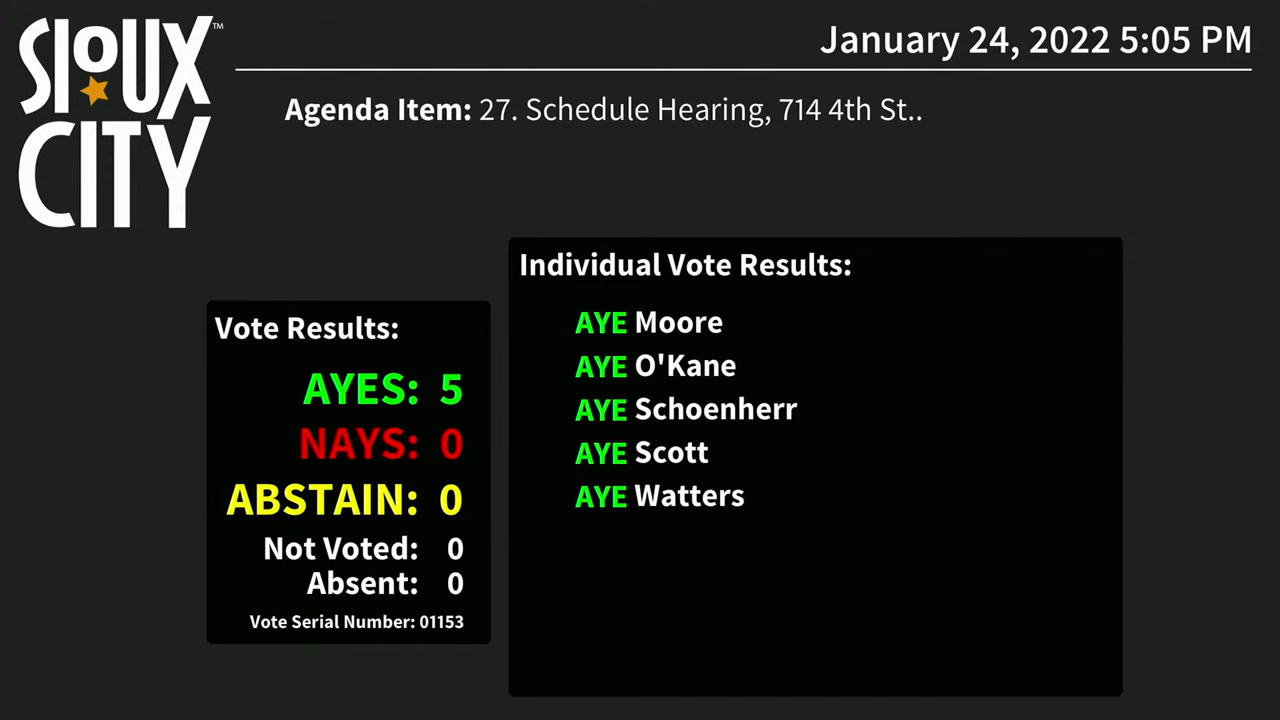 SIOUX
CITY
™
January 24, 2022 5:05 PM
Agenda Item: 27. Schedule Hearing, 714 4th St..
Individual Vote Results:
AYE Moore
AYE O'Kane
AYE Schoenherr
AYE Scott
AYE Watters
Vote Results:
AYES: 5
NAYS: 0
ABSTAIN: 0
Not Voted: 0
Absent: 0
Vote Serial Number: 01153